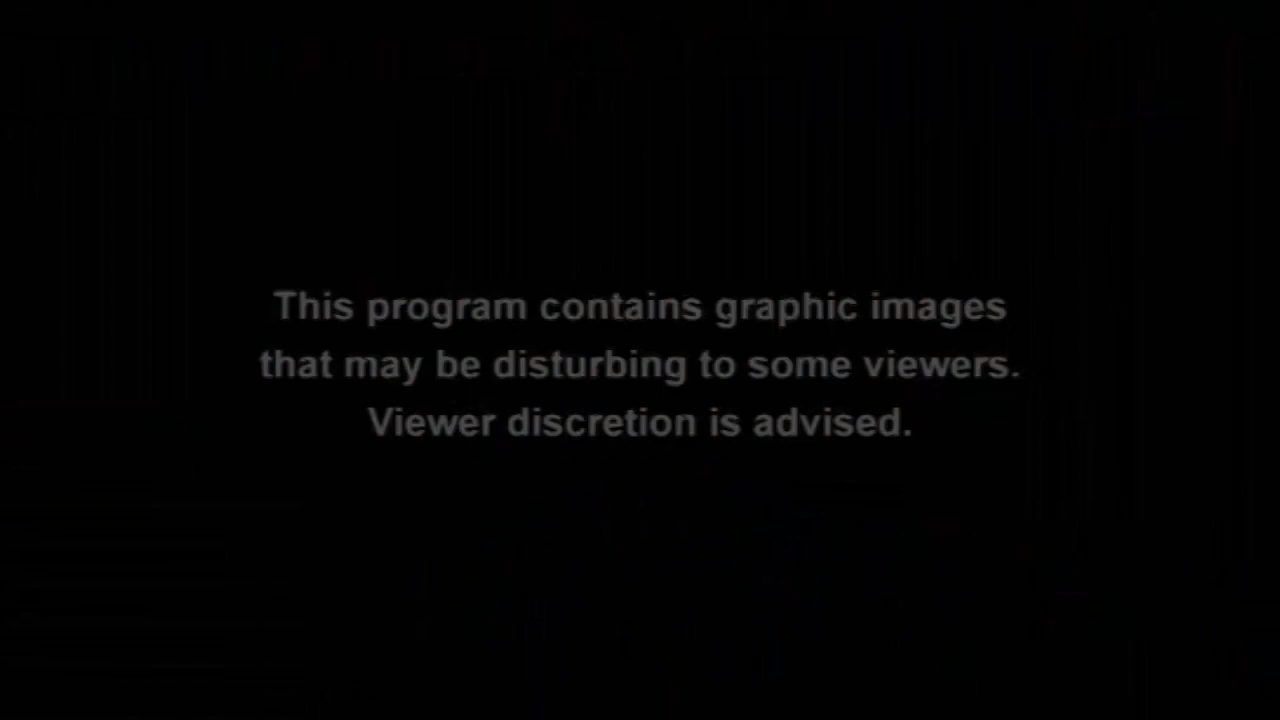 This program contains graphic images
that may be disturbing to some viewers.
Viewer discretion is advised.